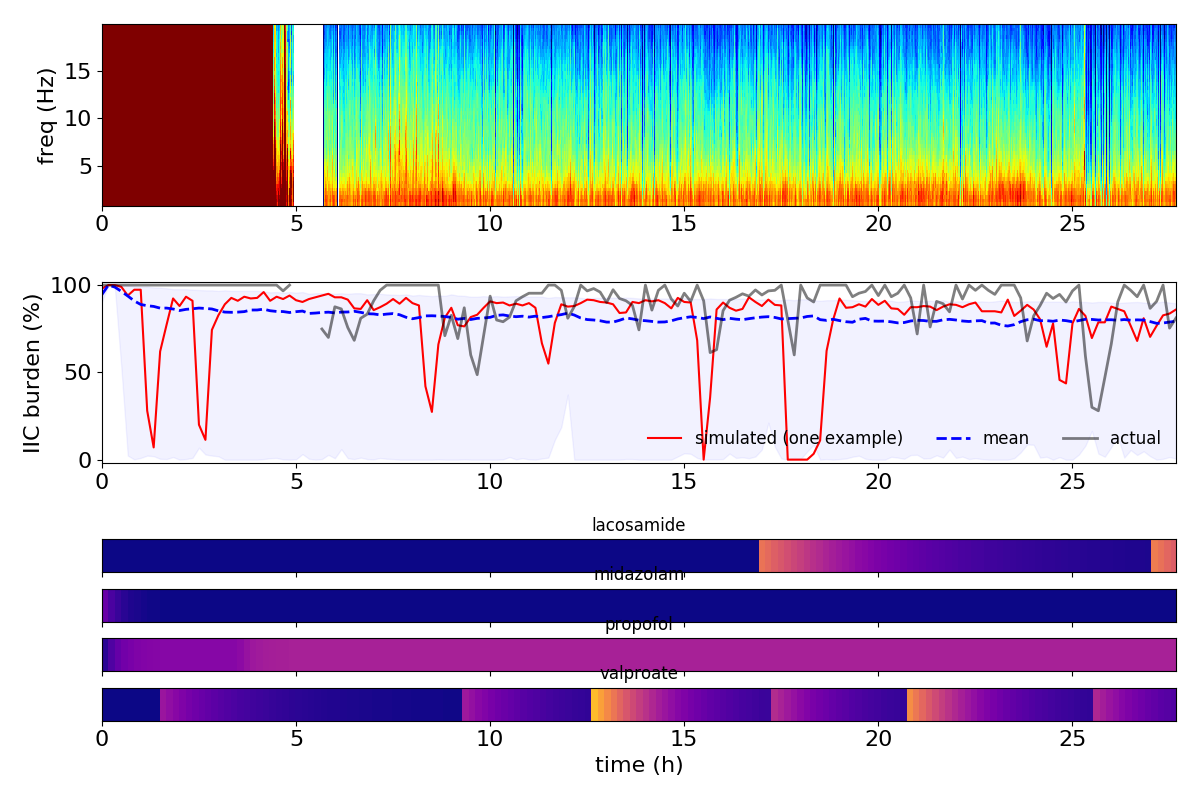 freq (Hz)
15
10
5
0 5 10 15 20 25
IIC burden (%)
100
50
0
simulated (one example) mean actual
0 5 10 15 20 25
lacosamide
midazolam
propofol
valproate
0 5 10 15 20 25
time (h)